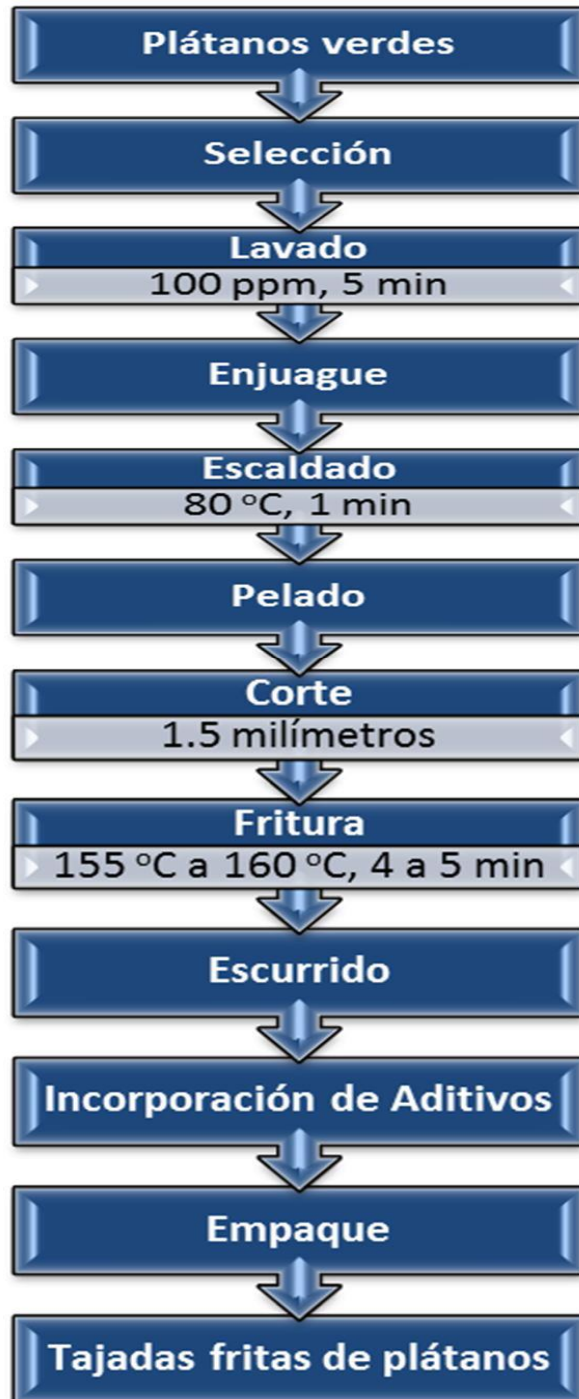 Plátanos verdes
Selección
Lavado
100 ppm, 5 min
Enjuague
Escaldado
80 °C, 1 min
Pelado
Corte
1.5 milímetros
Fritura
155 °C a 160 °C, 4 a 5 min
Escurrido
Incorporación de Aditivos
Empaque
Tajadas fritas de plátanos